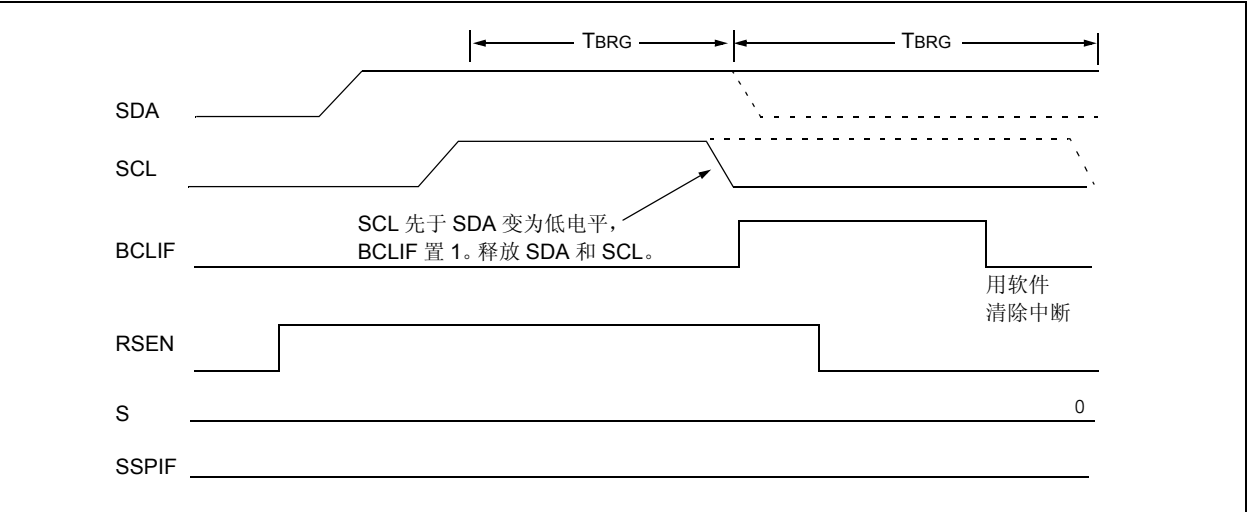 TBRG
TBRG
SDA
SCL
SCL 先于 SDA 变为低电平，
BCLIF 置 1。释放 SDA 和 SCL。
BCLIF
用软件
清除中断
RSEN
S
0
SSPIF